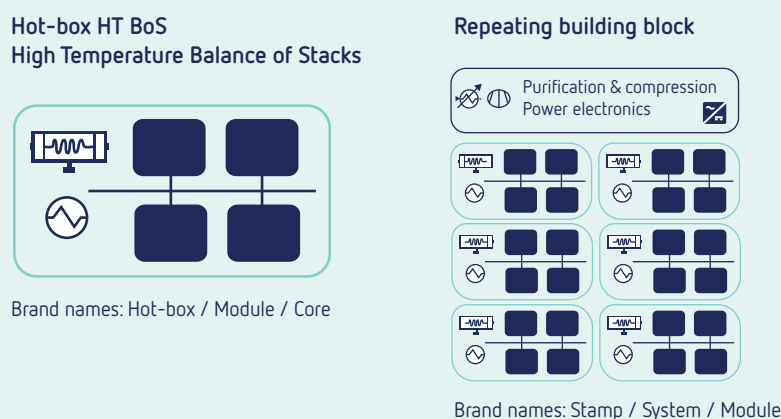 Hot-box HT BoS
High Temperature Balance of Stacks
Brand names: Hot-box / Module / Core
Repeating building block
Purification & compression
Power electronics
Brand names: Stamp / System / Module